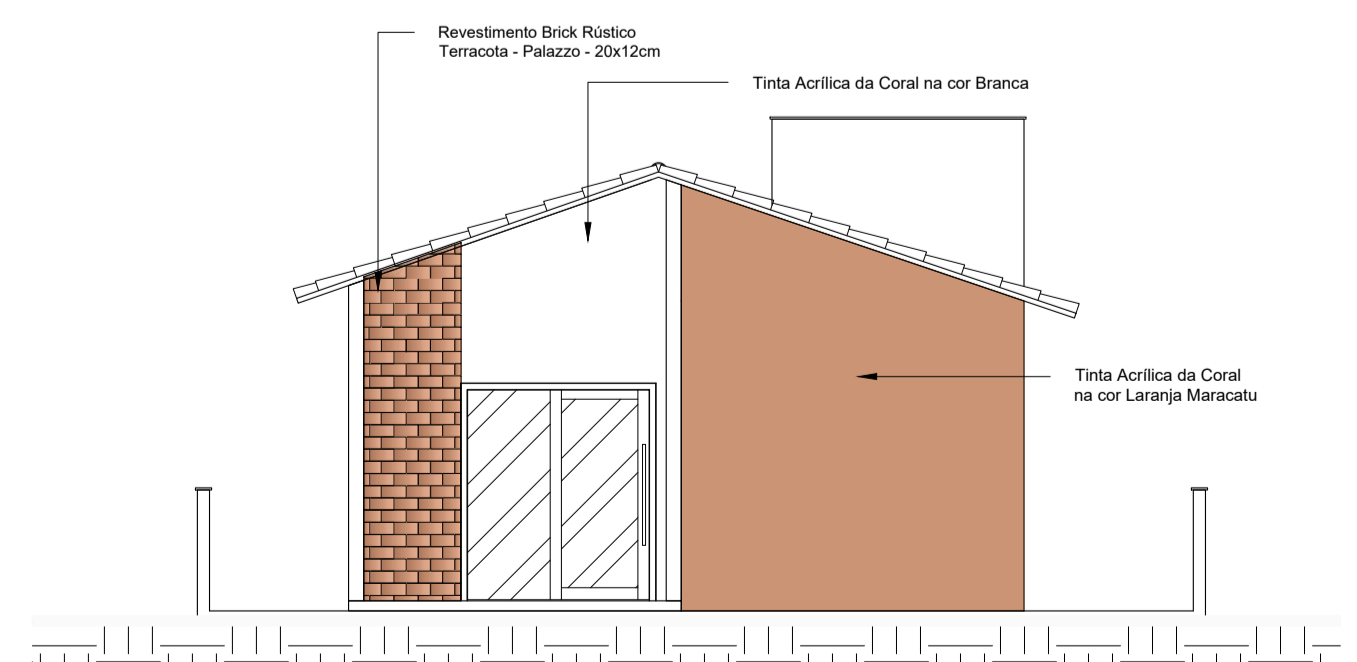 Revestimento Brick Rústico
Terracota - Palazzo - 20x12cm
Tinta Acrílica da Coral na cor Branca
Tinta Acrílica da Coral
na cor Laranja Maracatu